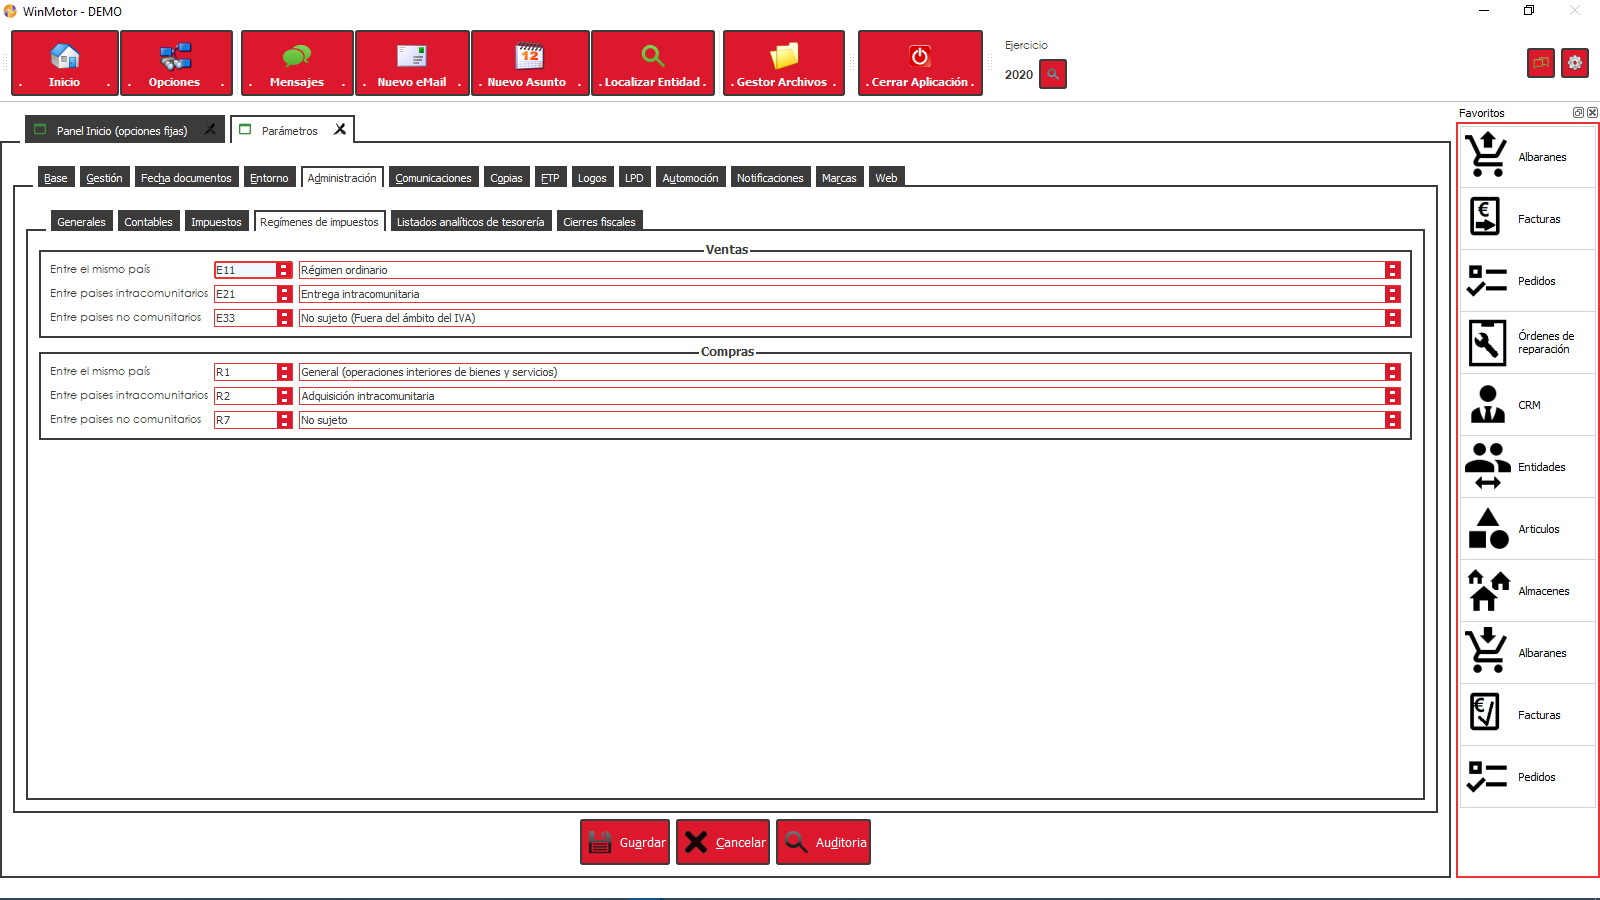 WinMotor - DEMO
. Inicio .
. Opciones .
. Mensajes .
. Nuevo eMail .
. Nuevo Asunto .
. Localizar Entidad .
. Gestor Archivos .
. Cerrar Aplicación .
Ejercicio
2020
Panel Inicio (opciones fijas)
Parámetros
Base
Gestión
Fecha documentos
Entorno
Administración
Comunicaciones
Copias
FTP
Logos
LPD
Automoción
Notificaciones
Marcas
Web
Generales
Contables
Impuestos
Regímenes de impuestos
Listados analíticos de tesorería
Cierres fiscales
Ventas
Entre el mismo país E11 Régimen ordinario
Entre paises intracomunitarios E21 Entrega intracomunitaria
Entre paises no comunitarios E33 No sujeto (Fuera del ámbito del IVA)
Compras
Entre el mismo país R1 General (operaciones interiores de bienes y servicios)
Entre paises intracomunitarios R2 Adquisición intracomunitaria
Entre paises no comunitarios R7 No sujeto
Guardar
Cancelar
Auditoria
Favoritos
Albaranes
Facturas
Pedidos
Órdenes de
reparación
CRM
Entidades
Articulos
Almacenes
Albaranes
Facturas
Pedidos